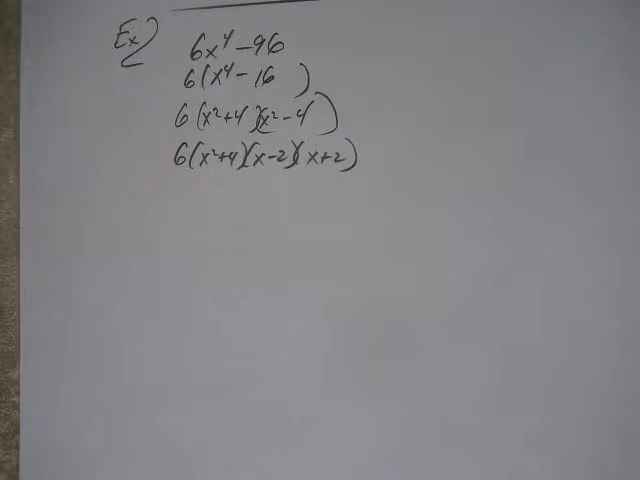 Ex)
6x⁴-96
6(x⁴-16)
6(x²+4)(x²-4)
6(x²+4)(x-2)(x+2)